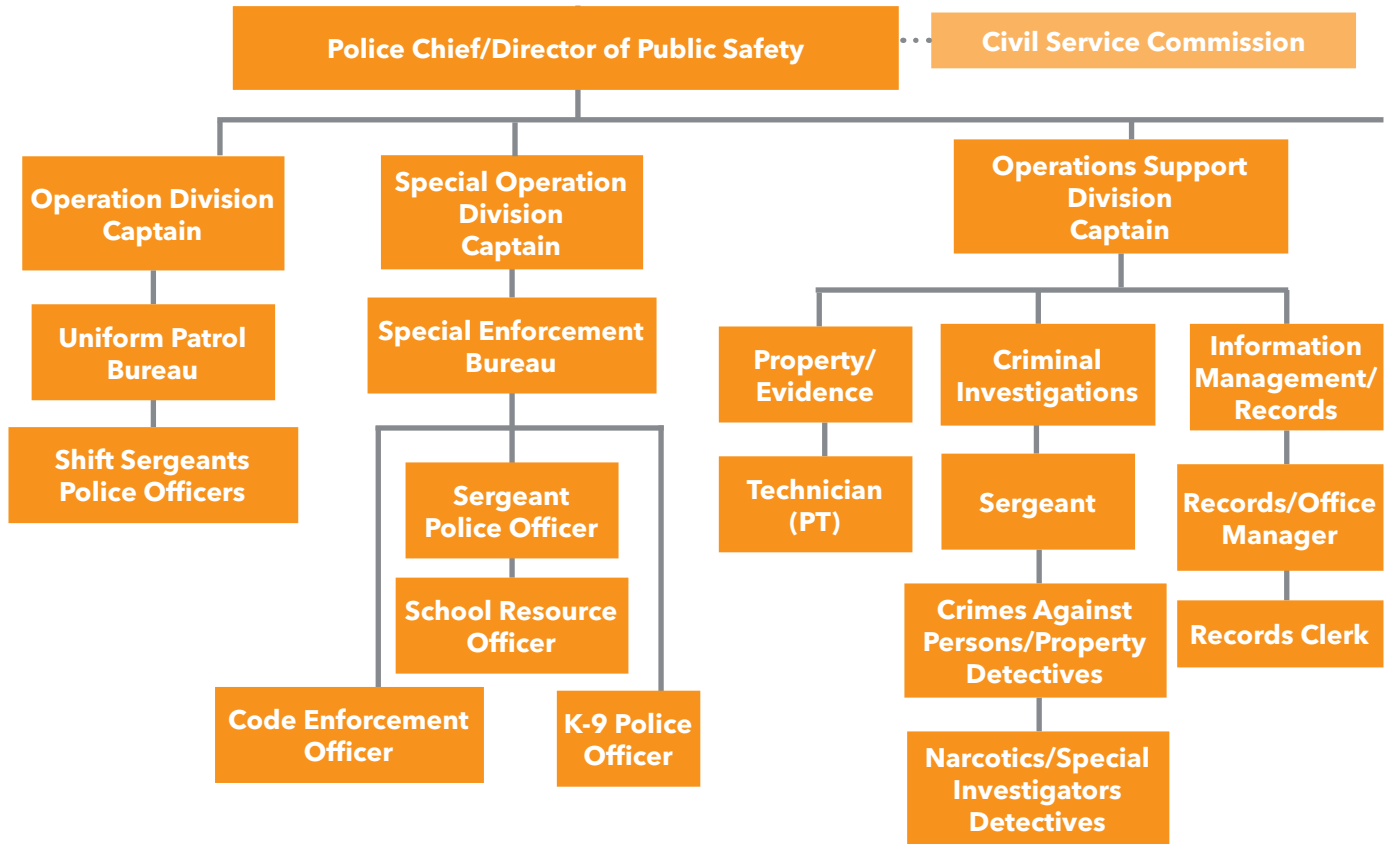 Police Chief/Director of Public Safety
Civil Service Commission
Operation Division
Captain
Special Operation
Division
Captain
Operations Support
Division
Captain
Uniform Patrol
Bureau
Special Enforcement
Bureau
Property/
Evidence
Criminal
Investigations
Information
Management/
Records
Shift Sergeants
Police Officers
Sergeant
Police Officer
Technician
(PT)
Sergeant
Records/Office
Manager
School Resource
Officer
Crimes Against
Persons/Property
Detectives
Records Clerk
Code Enforcement
Officer
K-9 Police
Officer
Narcotics/Special
Investigators
Detectives